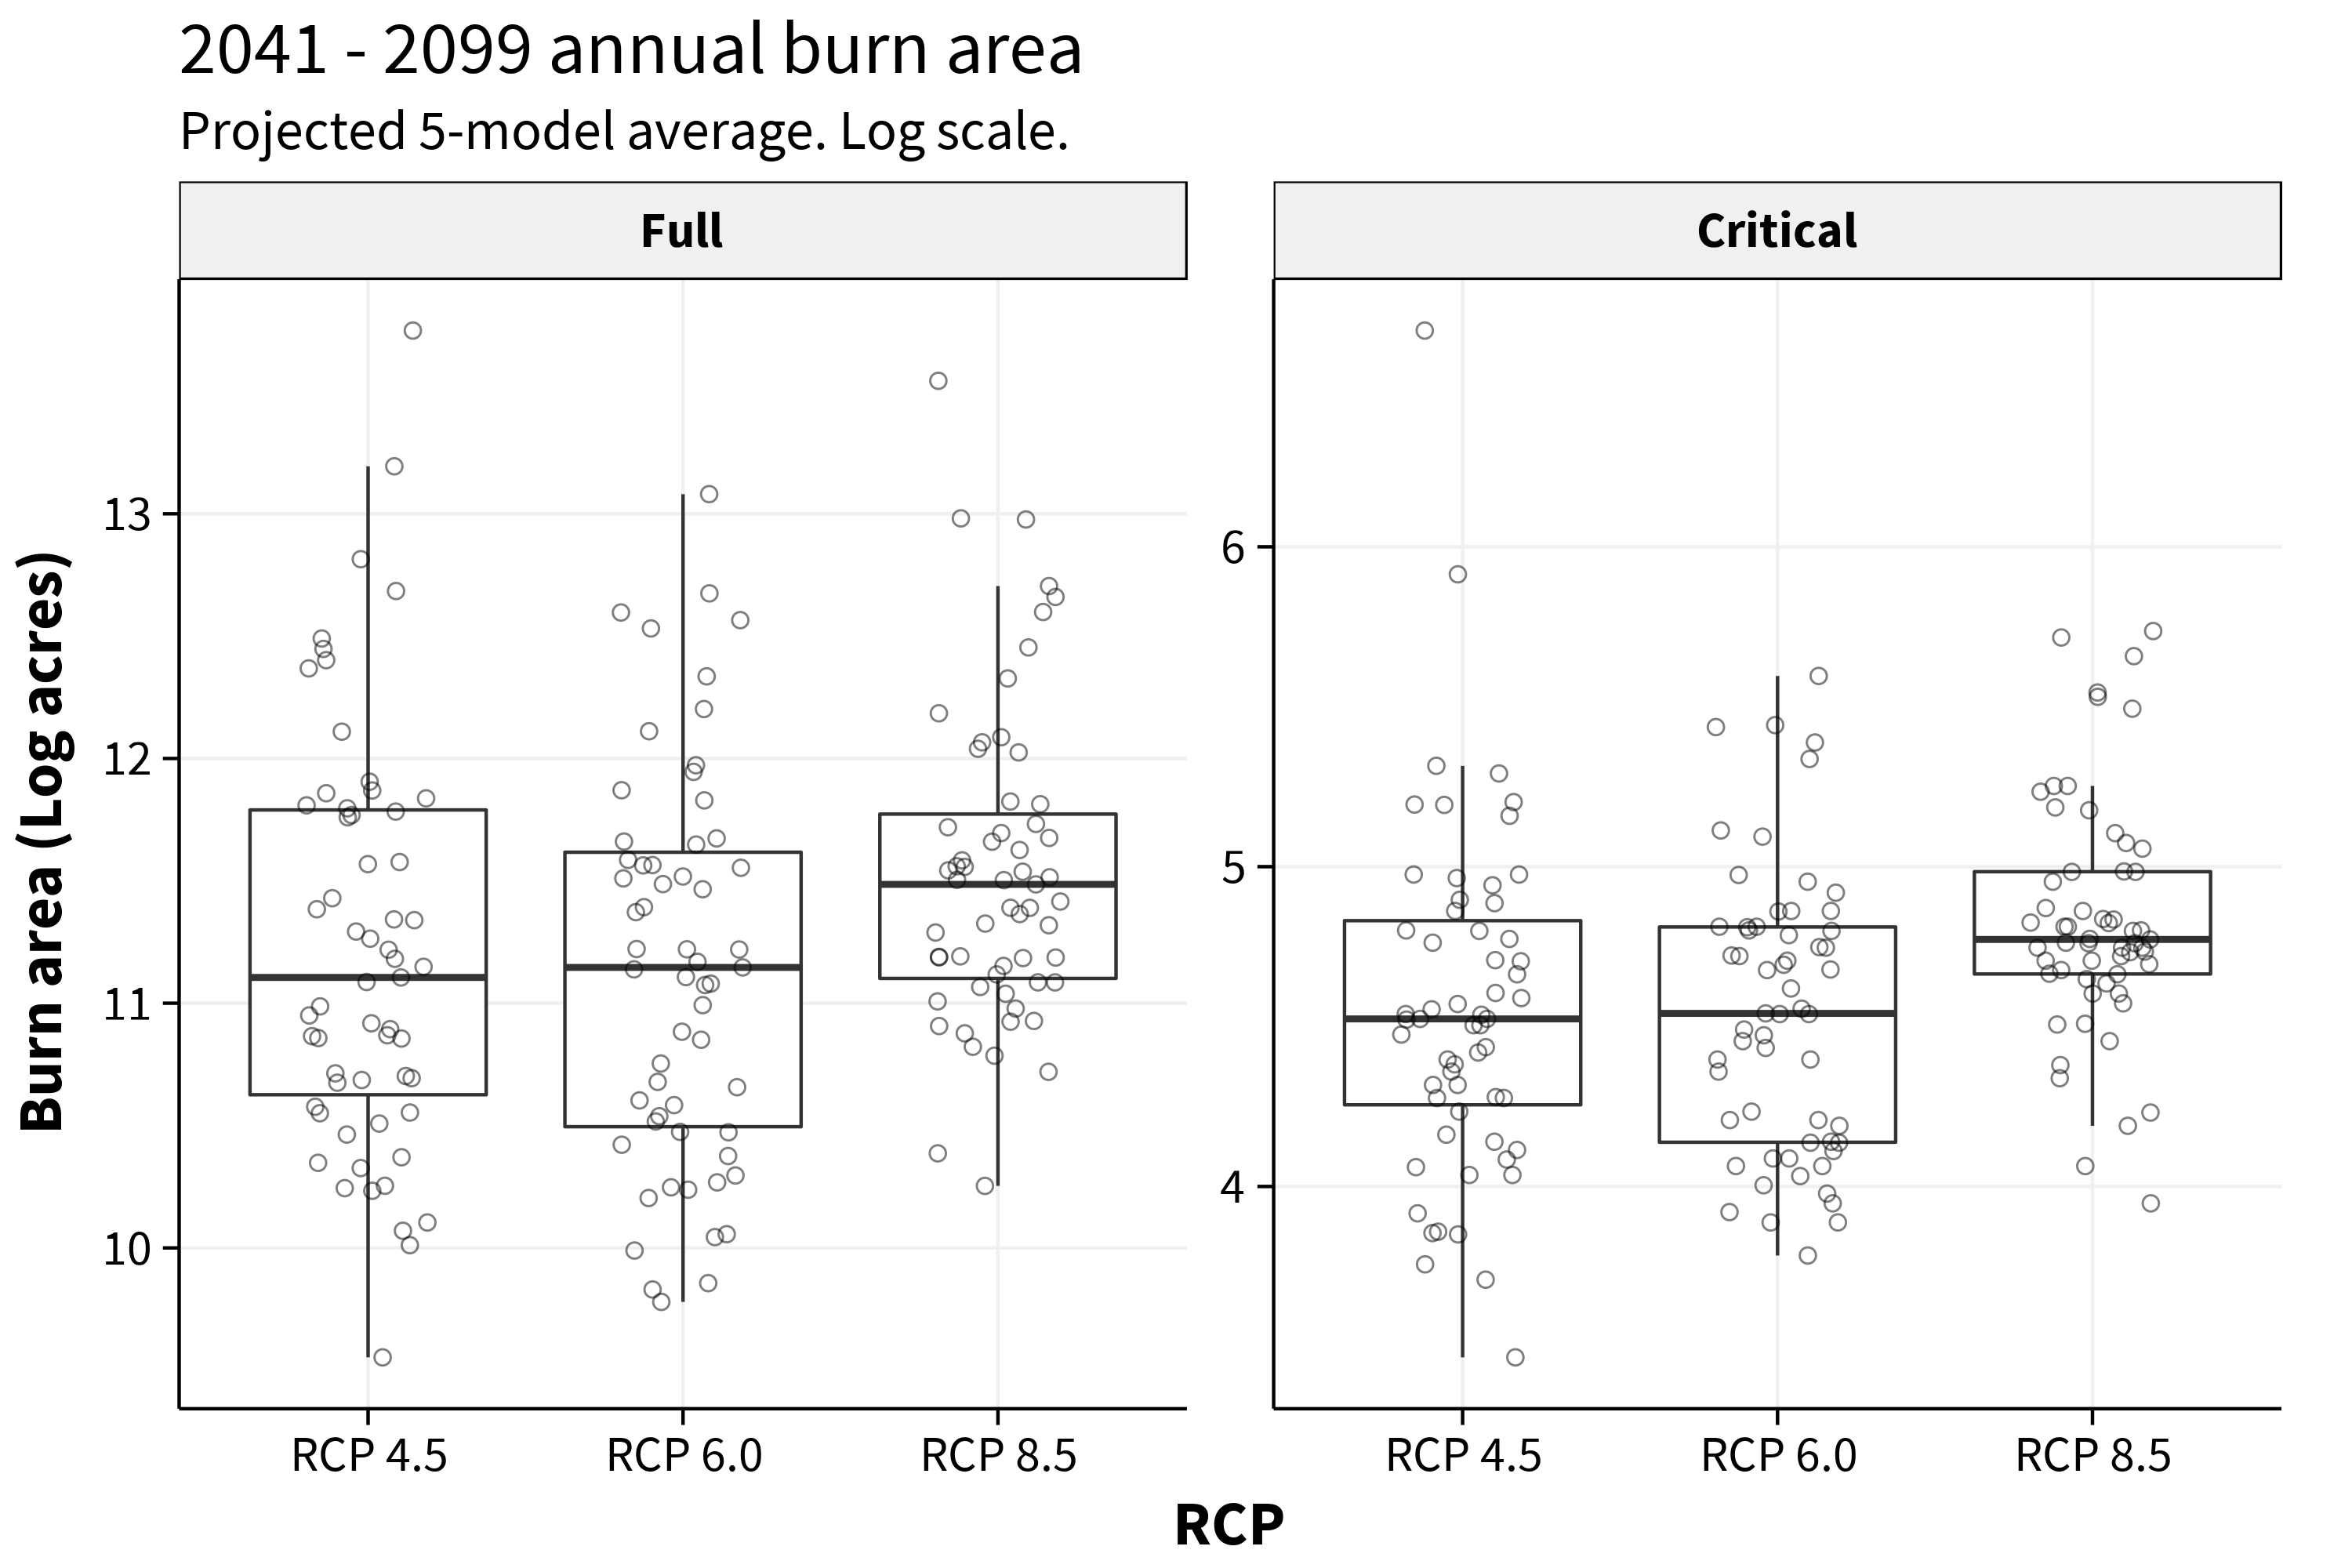 2041 - 2099 annual burn area
Projected 5-model average. Log scale.
Full
Critical
Burn area (Log acres)
13
12
11
10
6
5
4
RCP 4.5
RCP 6.0
RCP 8.5
RCP 4.5
RCP 6.0
RCP 8.5
RCP